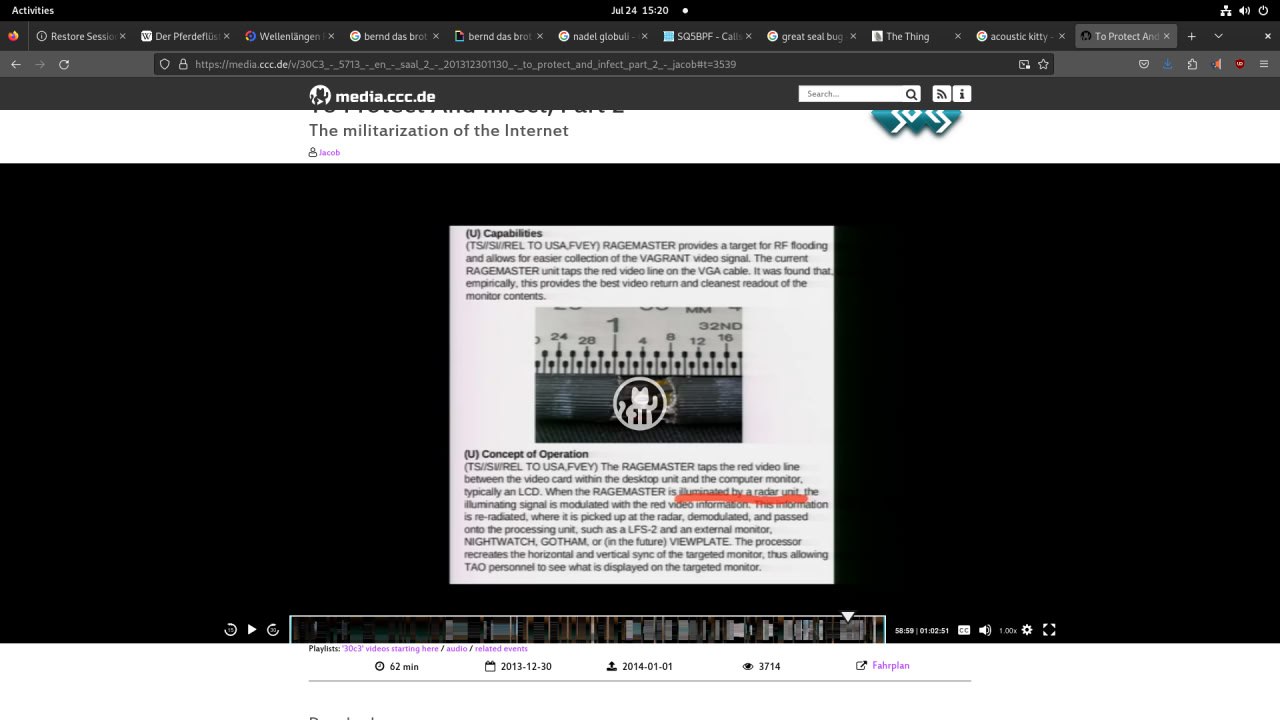 Activities
Jul 24 15:20
Restore Session
Der Pferdeflüst
Wellenlängen
bernd das brot
bernd das brot
nadel globuli -
SQ5BPF - Calls
great seal bug
The Thing
acoustic kitty -
To Protect And
https://media.ccc.de/v/30C3_-_5713_-_en_-_saal_2_-_201312301130_-_to_protect_and_infect_part_2_-_jacob#t=3539
media.ccc.de
Search...
To Protect And Infect, Part 2
The militarization of the Internet
Jacob
(U) Capabilities
(TS//SI//REL TO USA,FVEY) RAGEMASTER provides a target for RF flooding
and allows for easier collection of the VAGRANT video signal. The current
RAGEMASTER unit taps the red video line on the VGA cable. It was found that,
empirically, this provides the best video return and cleanest readout of the
monitor contents.
MM
1
32ND
24 28 4 8 12 16
(U) Concept of Operation
(TS//SI//REL TO USA,FVEY) The RAGEMASTER taps the red video line
between the video card within the desktop unit and the computer monitor,
typically an LCD. When the RAGEMASTER is illuminated by a radar unit, the
illuminating signal is modulated with the red video information. This information
is re-radiated, where it is picked up at the radar, demodulated, and passed
onto the processing unit, such as a LFS-2 and an external monitor,
NIGHTWATCH, GOTHAM, or (in the future) VIEWPLATE. The processor
recreates the horizontal and vertical sync of the targeted monitor, thus allowing
TAO personnel to see what is displayed on the targeted monitor.
15
30
58:59 | 01:02:51
CC
1.00x
Playlists: '30c3' videos starting here / audio / related events
62 min
2013-12-30
2014-01-01
3714
Fahrplan